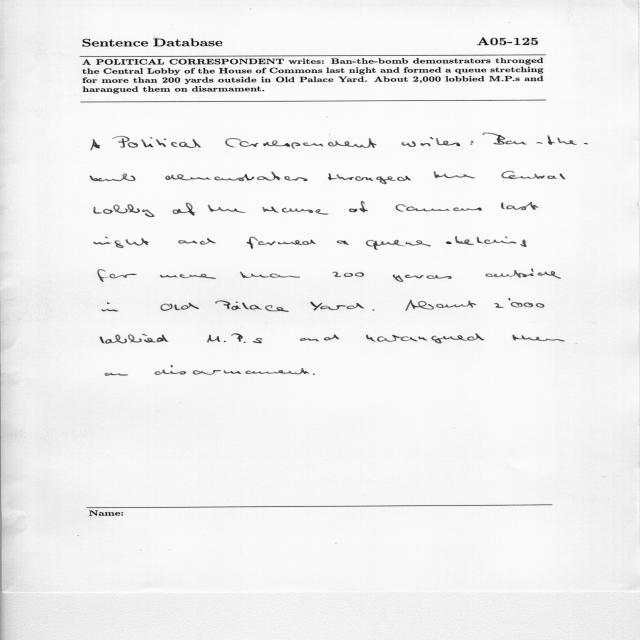 Sentence Database A05-125
A POLITICAL CORRESPONDENT writes: Ban-the-bomb demonstrators thronged
the Central Lobby of the House of Commons last night and formed a queue stretching
for more than 200 yards outside in Old Palace Yard. About 2,000 lobbied M.P.s and
harangued them on disarmament.
A Political Correspondent writes: Ban-the-
bomb demonstrators thronged the Central
Lobby of the House of Commons last
night and formed a queue stetching
for more than 200 yards outside
in Old Palace Yard. About 2'000
lobbied M.P.s and harangued them
on disarmament.
Name: